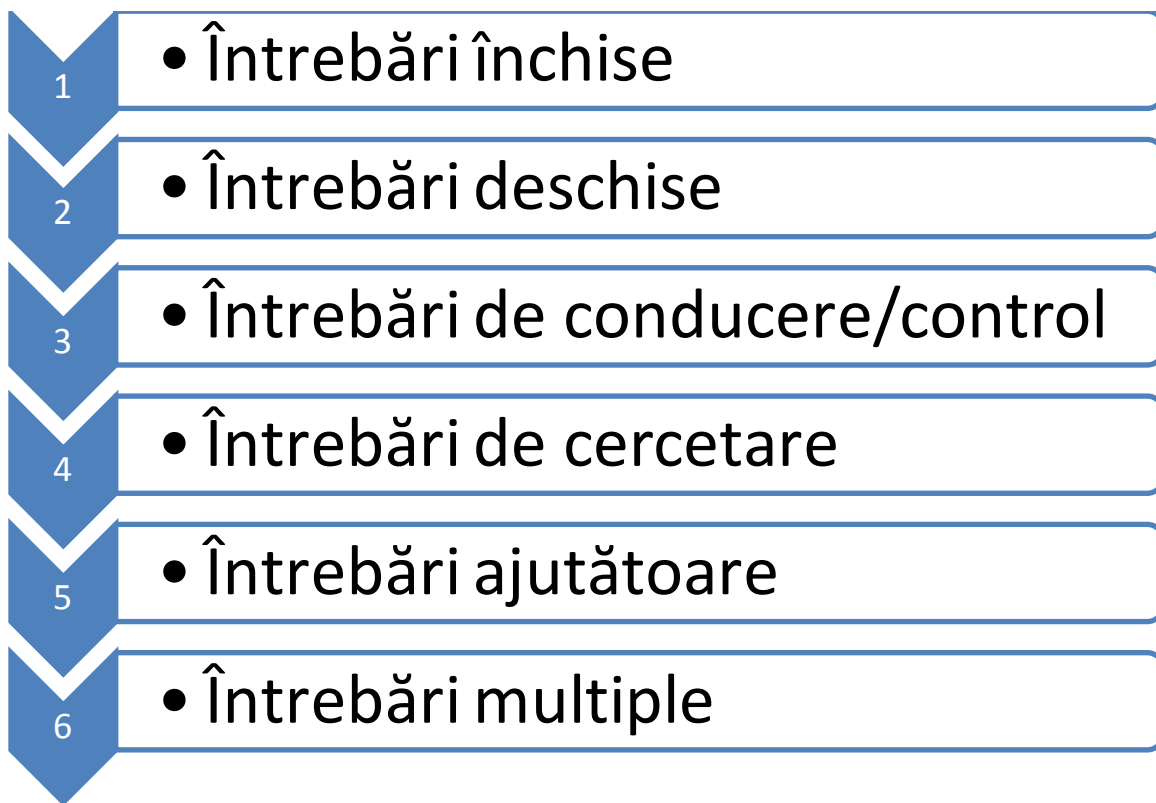 1
• Întrebări închise
2
• Întrebări deschise
3
• Întrebări de conducere/control
4
• Întrebări de cercetare
5
• Întrebări ajutătoare
6
• Întrebări multiple